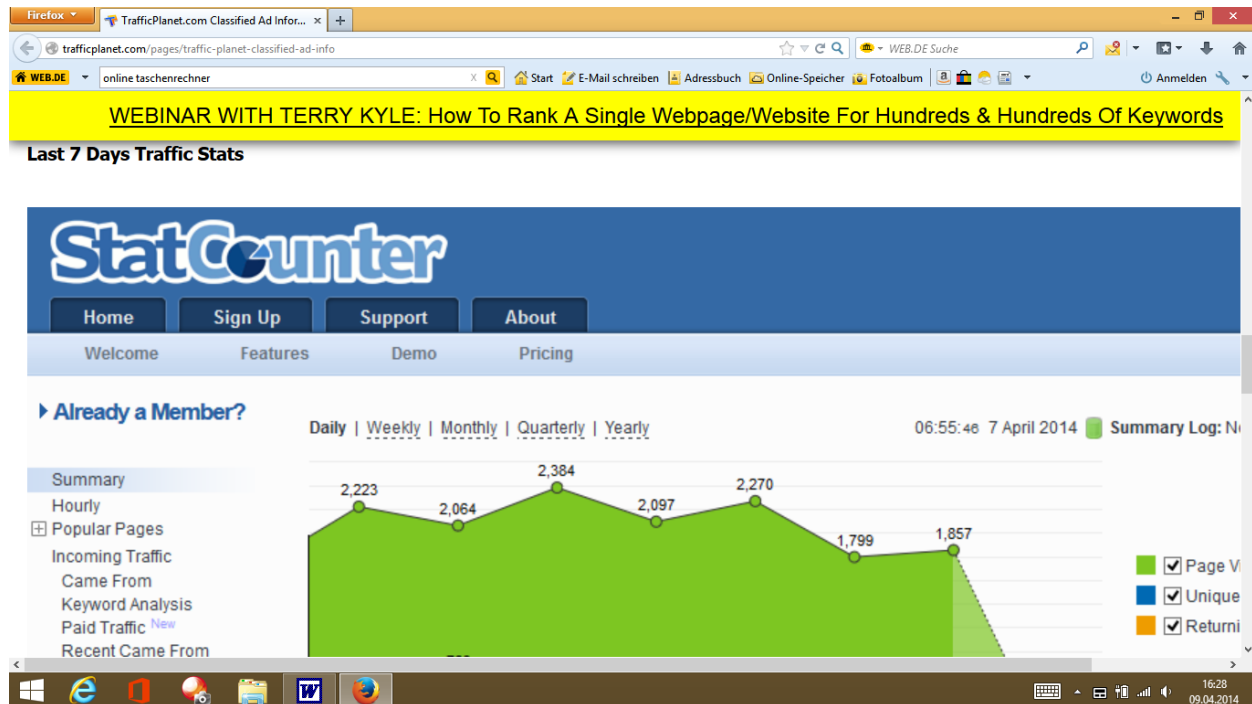 Firefox
TrafficPlanet.com Classified Ad Infor... × +
trafficplanet.com/pages/traffic-planet-classified-ad-info
WEB.DE Suche
WEB.DE
online taschenrechner
Start E-Mail schreiben Adressbuch Online-Speicher Fotoalbum
Anmelden
WEBINAR WITH TERRY KYLE: How To Rank A Single Webpage/Website For Hundreds & Hundreds Of Keywords
Last 7 Days Traffic Stats
StatCounter
Home Sign Up Support About
Welcome Features Demo Pricing
Already a Member?
Daily | Weekly | Monthly | Quarterly | Yearly
06:55:46 7 April 2014 Summary Log:
Summary
Hourly
Popular Pages
Incoming Traffic
Came From
Keyword Analysis
Paid Traffic New
Recent Came From
2,223 2,064 2,384 2,097 2,270 1,799 1,857
Page
Unique
Returni
16:28
09.04.2014